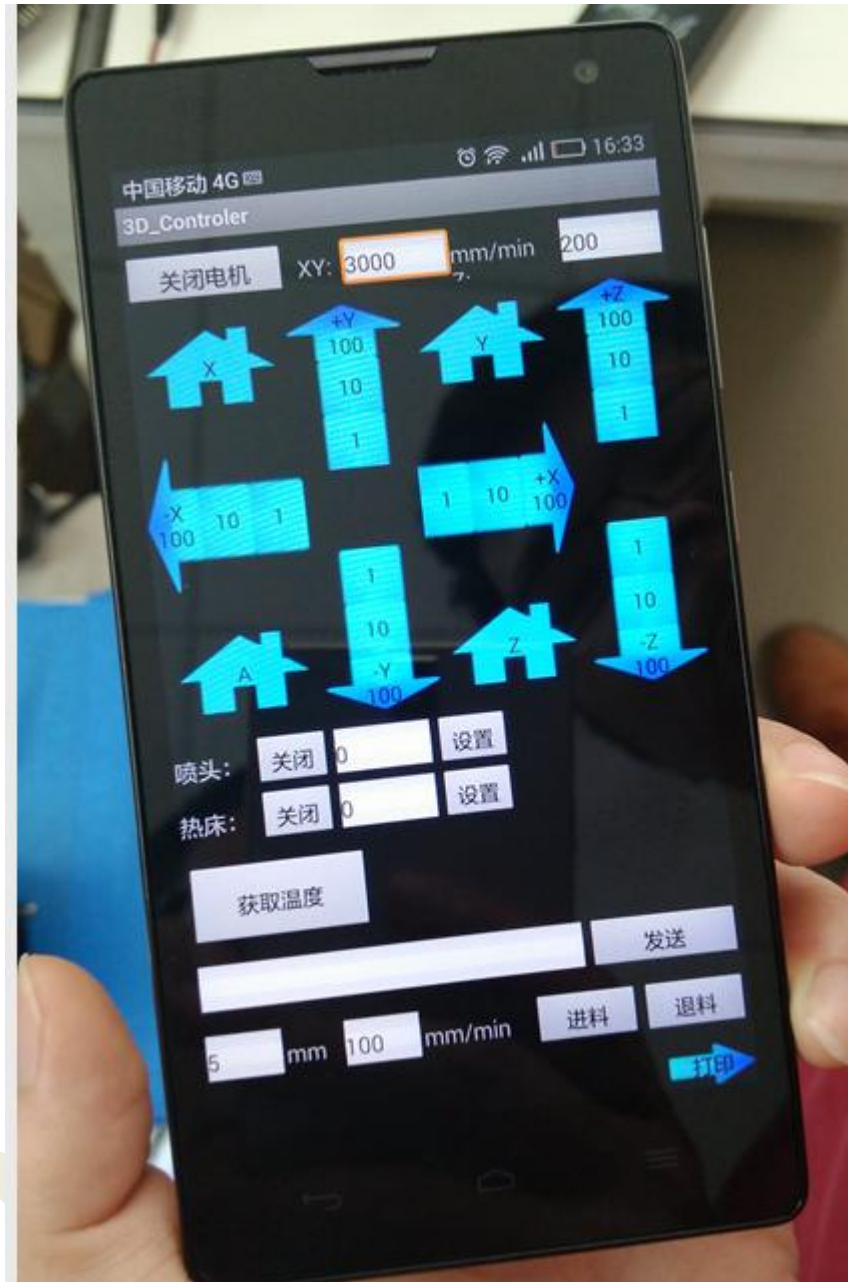 中国移动 4G HD 16:33
3D_Controler
关闭电机 XY: 3000 mm/min 200
X +Y 100 10 1
Y +Z 100 10 1
-X 100 10 1
1 10 +X 100
A 1 10 -Y 100
Z 1 10 -Z 100
喷头: 关闭 0 设置
热床: 关闭 0 设置
获取温度
发送
5 mm 100 mm/min 进料 退料
打印